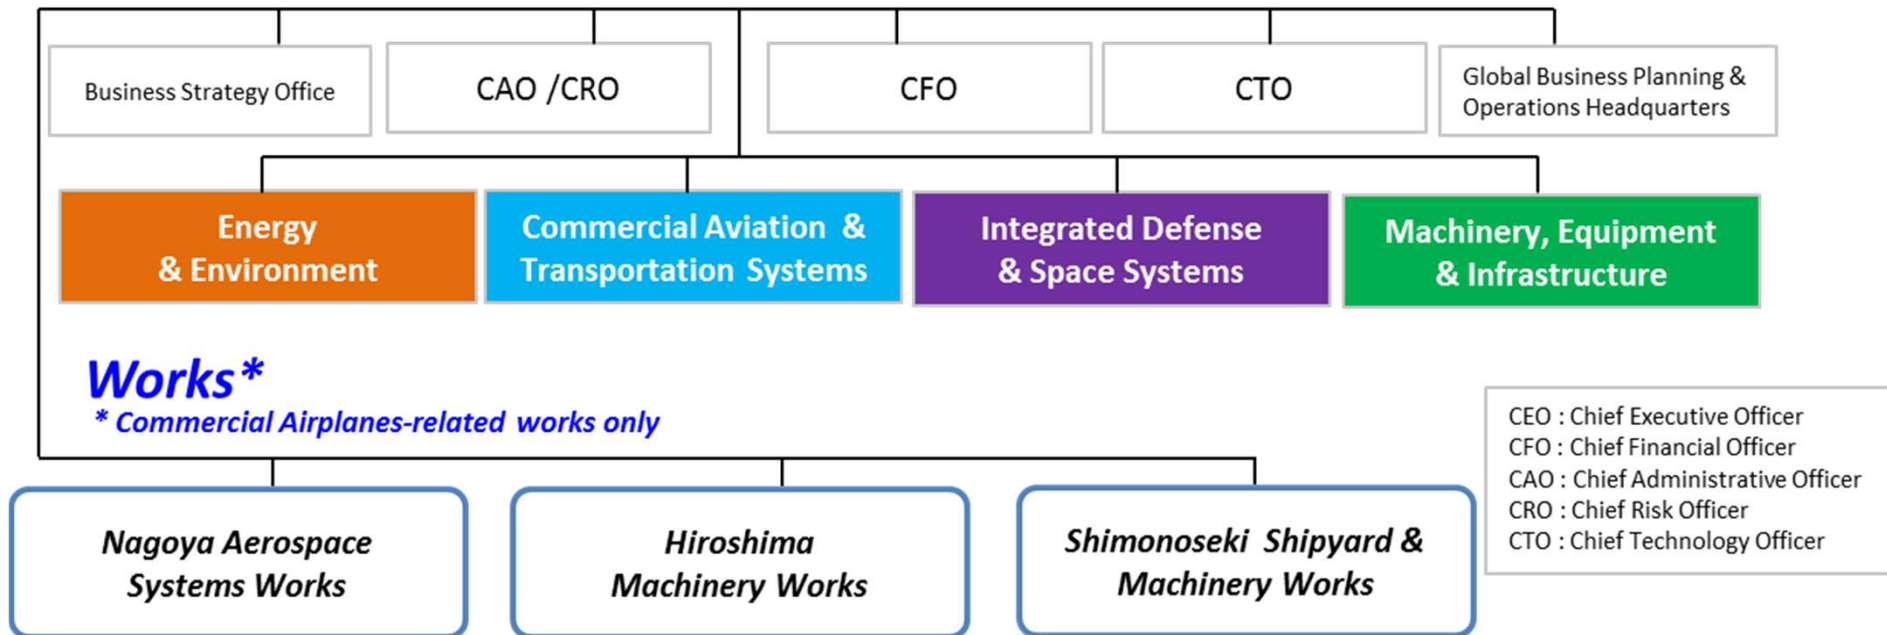 Business Strategy Office
CAO /CRO
CFO
CTO
Global Business Planning &
Operations Headquarters
Energy
& Environment
Commercial Aviation &
Transportation Systems
Integrated Defense
& Space Systems
Machinery, Equipment
& Infrastructure
Works*
* Commercial Airplanes-related works only
CEO : Chief Executive Officer
CFO : Chief Financial Officer
CAO : Chief Administrative Officer
CRO : Chief Risk Officer
CTO : Chief Technology Officer
Nagoya Aerospace
Systems Works
Hiroshima
Machinery Works
Shimonoseki Shipyard &
Machinery Works